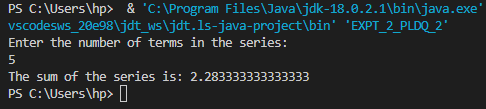 PS C:\Users\hp>  & 'C:\Program Files\Java\jdk-18.0.2.1\bin\java.exe'
vscodesws_20e98\jdt_ws\jdt.ls-java-project\bin' 'EXPT_2_PLDQ_2'
Enter the number of terms in the series:
5
The sum of the series is: 2.283333333333333
PS C:\Users\hp>